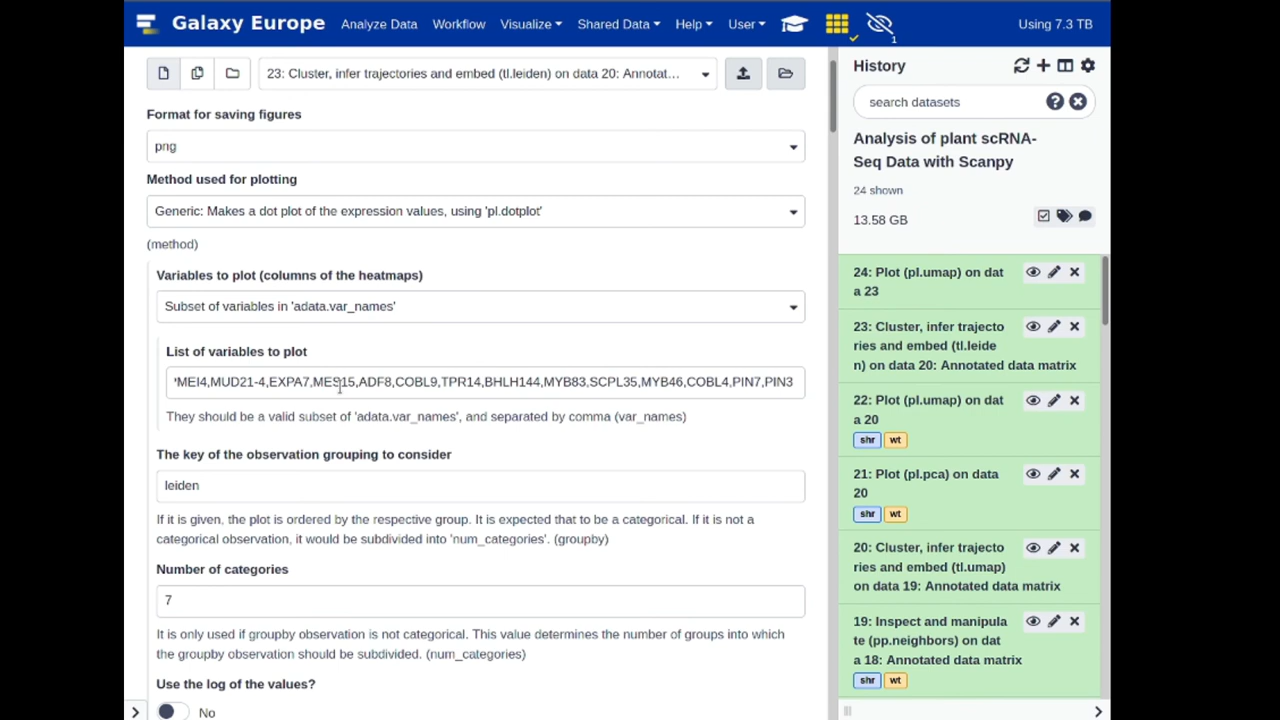 Galaxy Europe
Analyze Data
Workflow
Visualize
Shared Data
Help
User
1
Using 7.3 TB
23: Cluster, infer trajectories and embed (tl.leiden) on data 20: Annotat...
Format for saving figures
png
Method used for plotting
Generic: Makes a dot plot of the expression values, using 'pl.dotplot'
(method)
Variables to plot (columns of the heatmaps)
Subset of variables in 'adata.var_names'
List of variables to plot
MEI4,MUD21-4,EXPA7,MES15,ADF8,COBL9,TPR14,BHLH144,MYB83,SCPL35,MYB46,COBL4,PIN7,PIN3
They should be a valid subset of 'adata.var_names', and separated by comma (var_names)
The key of the observation grouping to consider
leiden
If it is given, the plot is ordered by the respective group. It is expected that to be a categorical. If it is not a
categorical observation, it would be subdivided into 'num_categories'. (groupby)
Number of categories
7
It is only used if groupby observation is not categorical. This value determines the number of groups into which
the groupby observation should be subdivided. (num_categories)
Use the log of the values?
No
History
search datasets
Analysis of plant scRNA-
Seq Data with Scanpy
24 shown
13.58 GB
24: Plot (pl.umap) on dat
a 23
23: Cluster, infer trajecto
ries and embed (tl.leide
n) on data 20: Annotated data matrix
22: Plot (pl.umap) on dat
a 20
shr wt
21: Plot (pl.pca) on data
20
shr wt
20: Cluster, infer trajecto
ries and embed (tl.umap)
on data 19: Annotated data matrix
19: Inspect and manipula
te (pp.neighbors) on dat
a 18: Annotated data matrix
shr wt